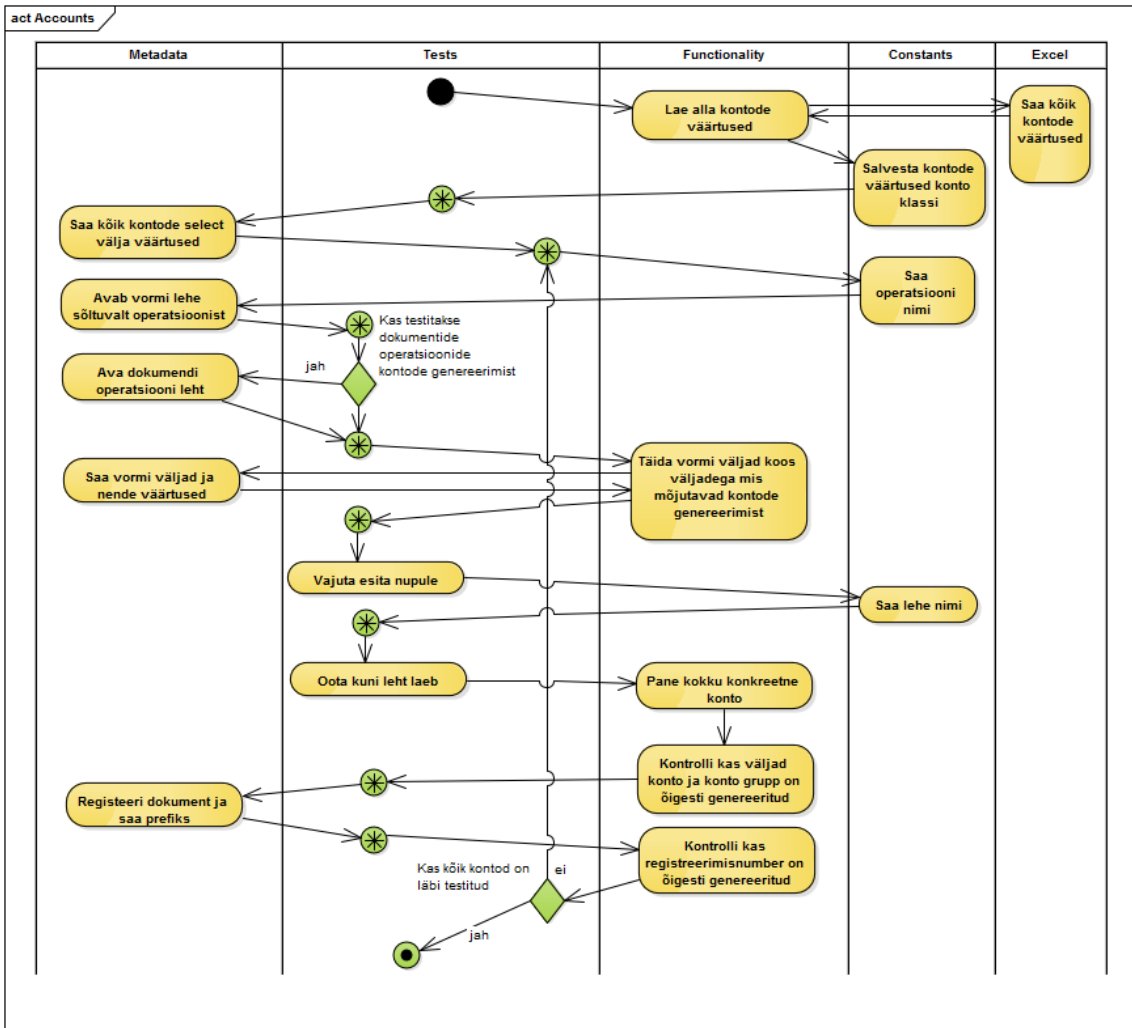 act Accounts
Metadata
Tests
Functionality
Constants
Excel
Lae alla kontode
väärtused
Saa kõik
kontode
väärtused
Salvesta kontode
väärtused konto
klassi
Saa kõik kontode select
välja väärtused
Saa
operatsiooni
nimi
Avab vormi lehe
sõltuvalt operatsioonist
Kas testitakse
dokumentide
operatsioonide
kontode genereerimist
jah
Ava dokumendi
operatsiooni leht
Täida vormi väljad koos
väljadega mis
mõjutavad kontode
genereerimist
Saa vormi väljad ja
nende väärtused
Vajuta esita nupule
Saa lehe nimi
Oota kuni leht laeb
Pane kokku konkreetne
konto
Kontrolli kas väljad
konto ja konto grupp on
õigesti genereeritud
Registeeri dokument ja
saa prefiks
Kontrolli kas
registreerimisnumber on
õigesti genereeritud
Kas kõik kontod on
läbi testitud
ei
jah